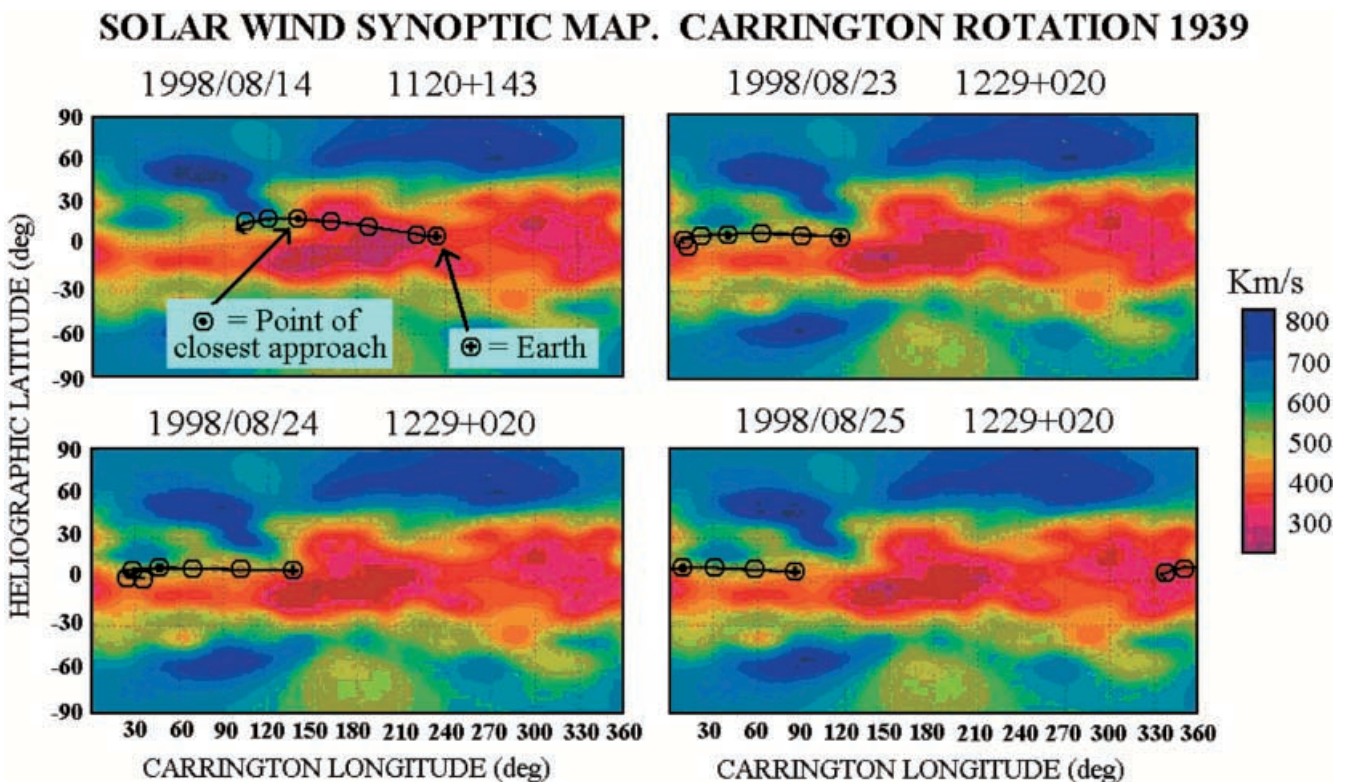 SOLAR WIND SYNOPTIC MAP. CARRINGTON ROTATION 1939
1998/08/14 1120+143
1998/08/23 1229+020
90
60
30
0
-30
-60
-90
⊙ = Point of
closest approach
⊕ = Earth
Km/s
800
700
600
500
400
300
HELIOGRAPHIC LATITUDE (deg)
1998/08/24 1229+020
1998/08/25 1229+020
90
60
30
0
-30
-60
-90
30 60 90 120 150 180 210 240 270 300 330 360
30 60 90 120 150 180 210 240 270 300 330 360
CARRINGTON LONGITUDE (deg)
CARRINGTON LONGITUDE (deg)